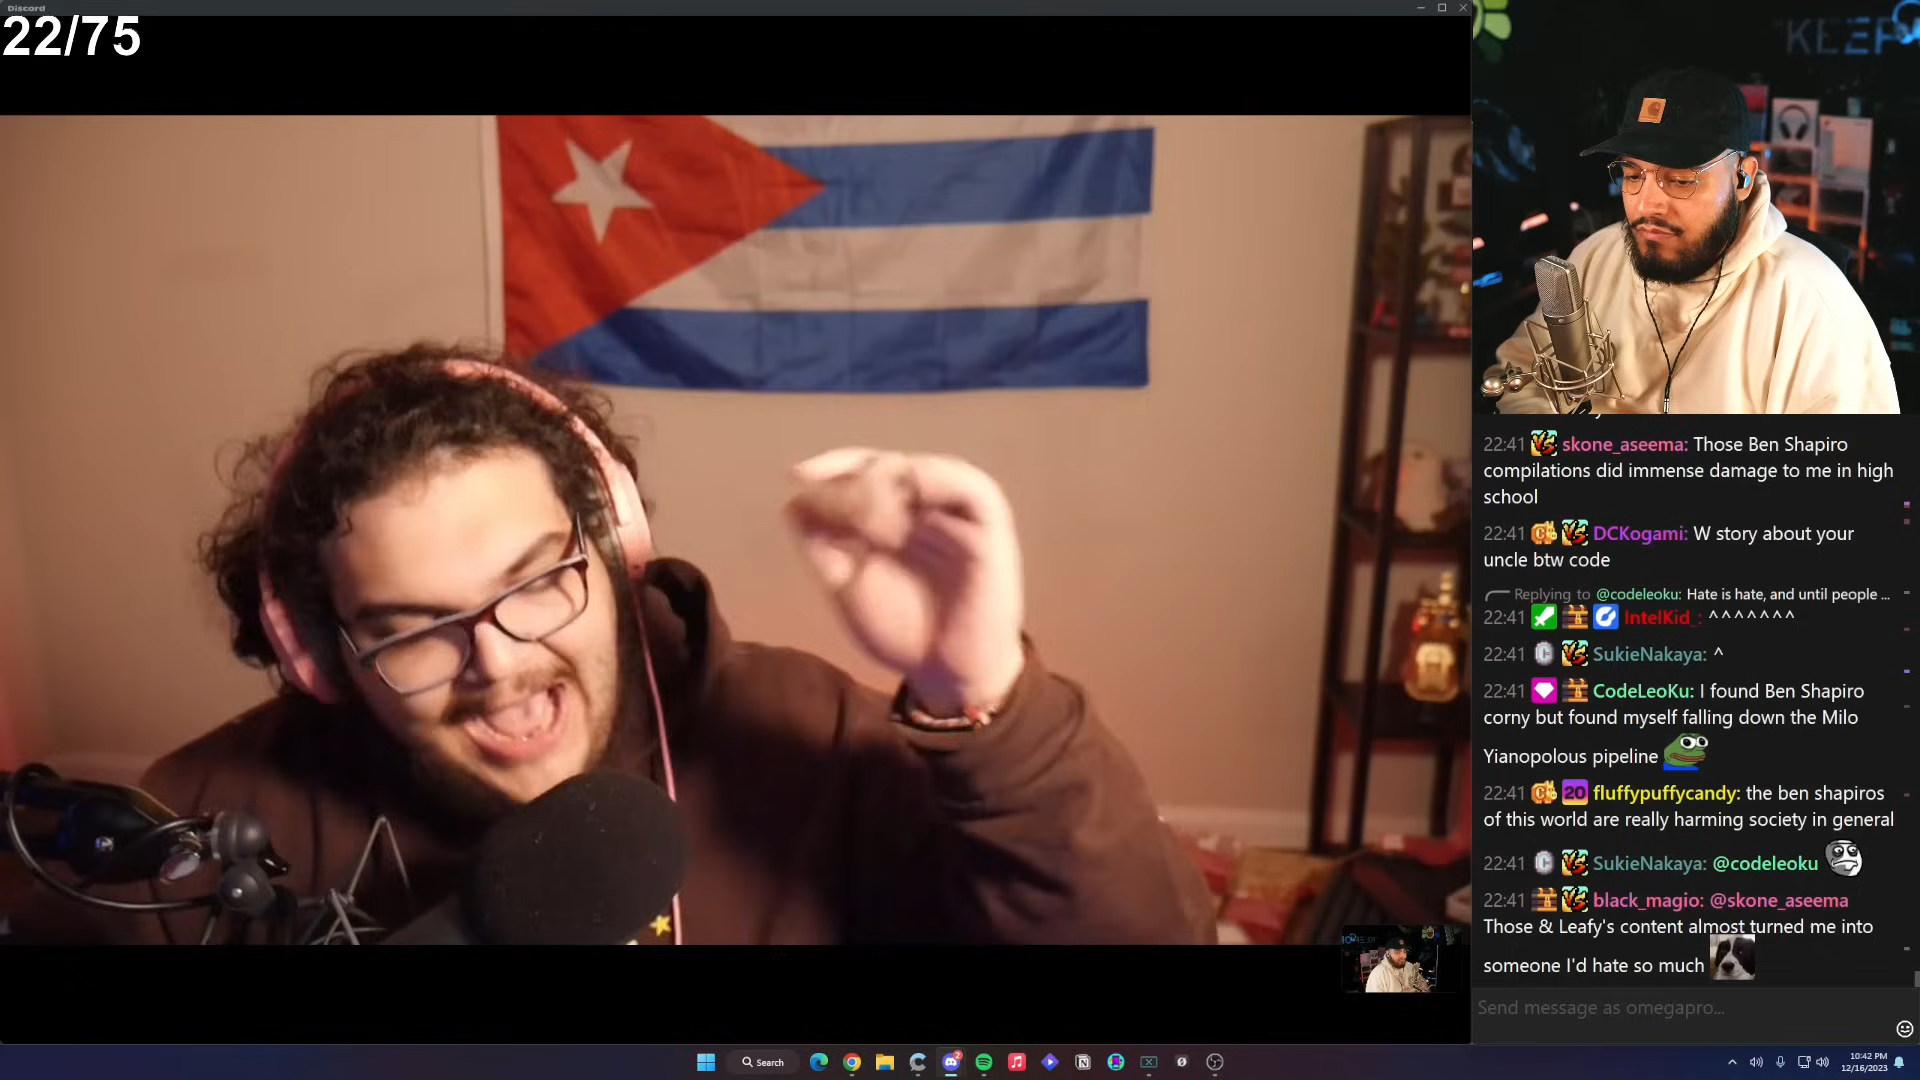 Discord
22/75
KEEP
22:41 skone_aseema: Those Ben Shapiro
compilations did immense damage to me in high
school
22:41 DCKogami: W story about your
uncle btw code
Replying to @codeleoku: Hate is hate, and until people ...
22:41 IntelKid_: ^^^^^^^
22:41 SukieNakaya: ^
22:41 CodeLeoKu: I found Ben Shapiro
corny but found myself falling down the Milo
Yianopolous pipeline
22:41 20 fluffypuffycandy: the ben shapiros
of this world are really harming society in general
22:41 SukieNakaya: @codeleoku
22:41 black_magio: @skone_aseema
Those & Leafy's content almost turned me into
someone I'd hate so much
Send message as omegapro...
Search
2
10:42 PM
12/16/2023